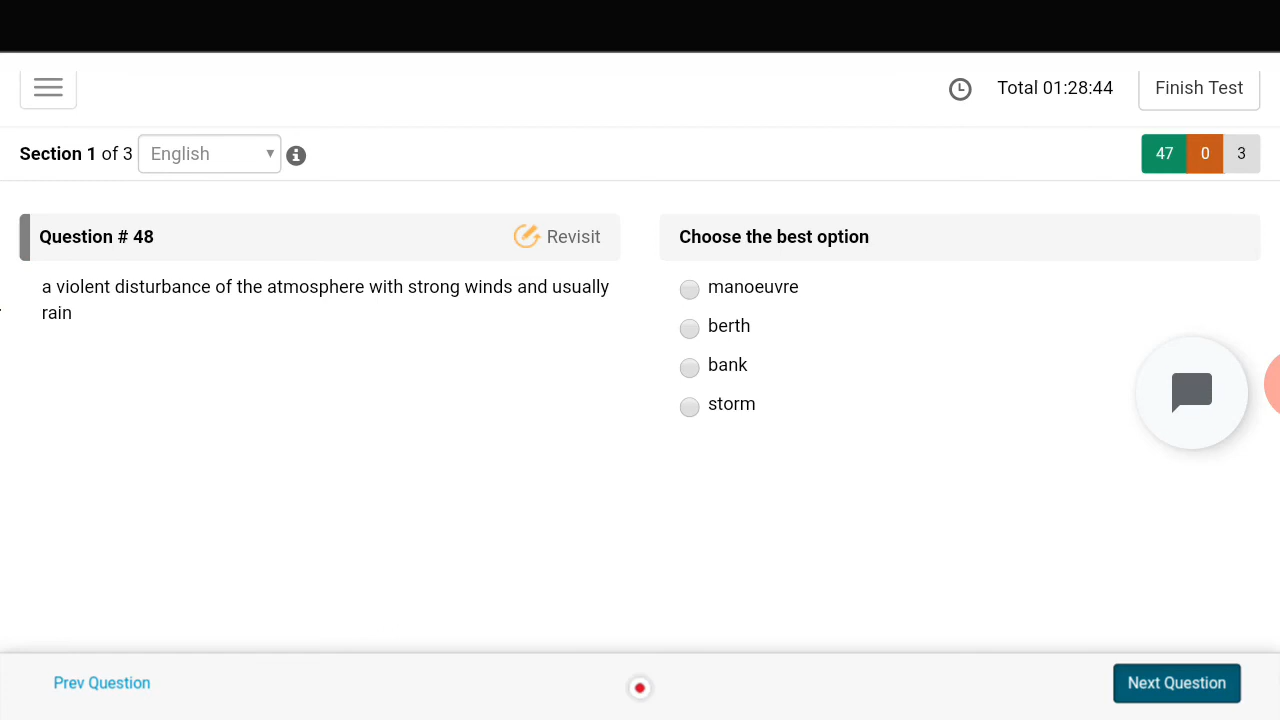 Total 01:28:44
Finish Test
Section 1 of 3 English
47 0 3
Question # 48
Revisit
a violent disturbance of the atmosphere with strong winds and usually
rain
Choose the best option
manoeuvre
berth
bank
storm
Prev Question
Next Question